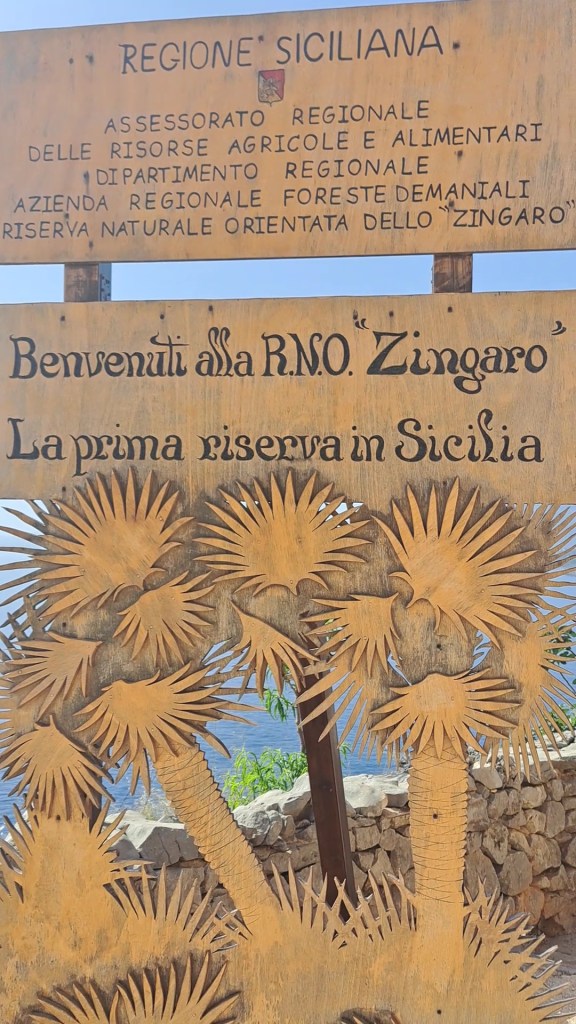 REGIONE SICILIANA
ASSESSORATO REGIONALE
DELLE RISORSE AGRICOLE E ALIMENTARI
DIPARTIMENTO REGIONALE
AZIENDA REGIONALE FORESTE DEMANIALI
RISERVA NATURALE ORIENTATA DELLO "ZINGARO"
Benvenuti alla R.N.O. "Zingaro"
La prima riserva in Sicilia